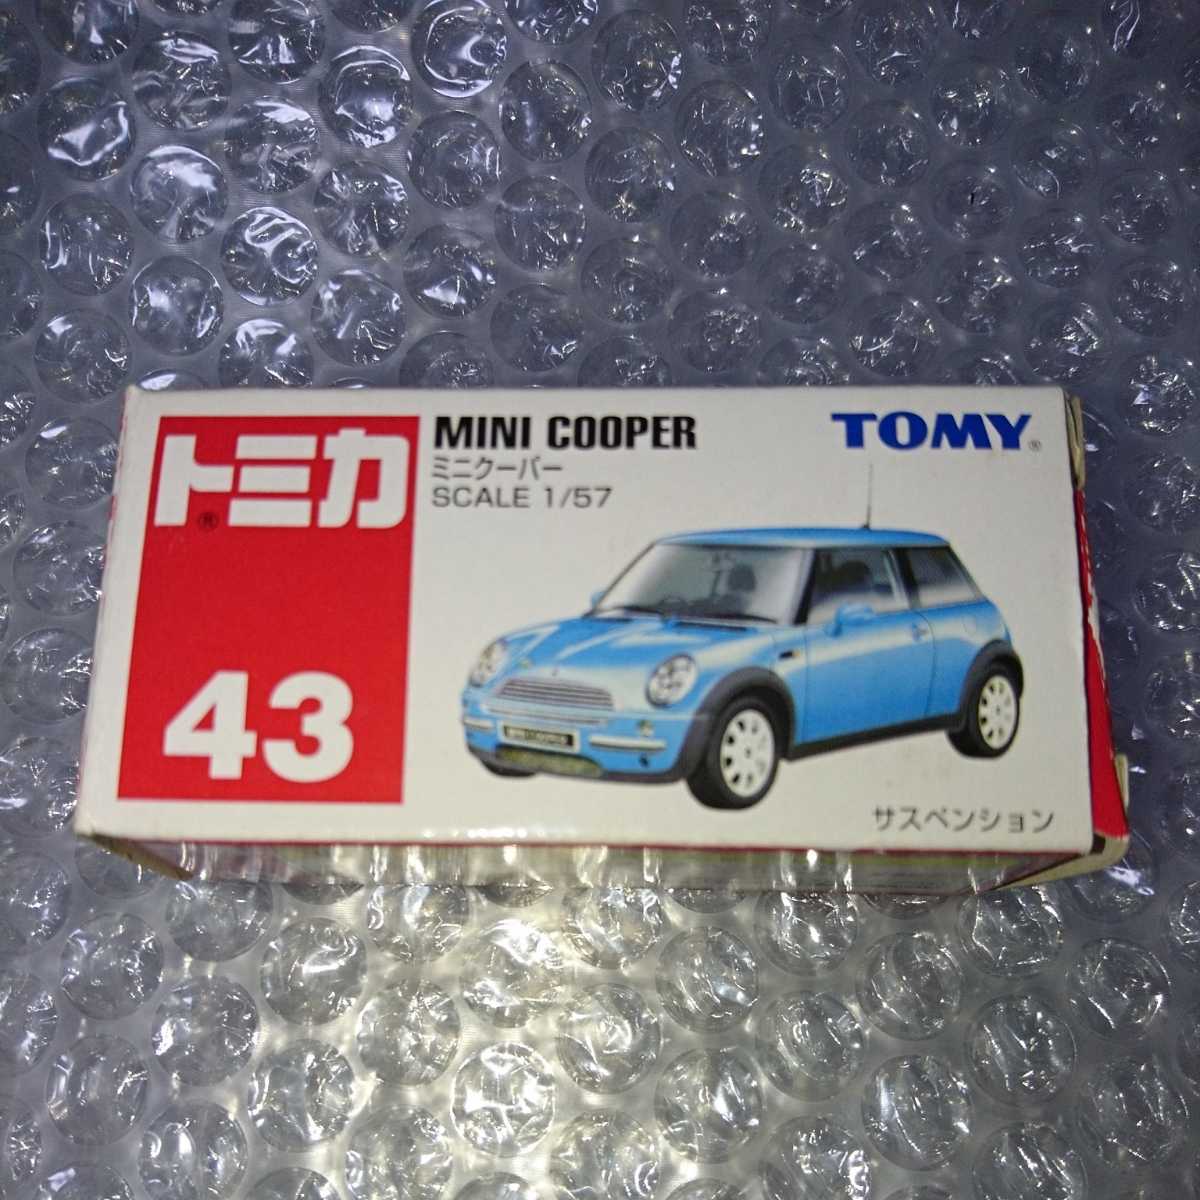 トミカ®
43
MINI COOPER
ミニクーパー
SCALE 1/57
TOMY®
サスペンション